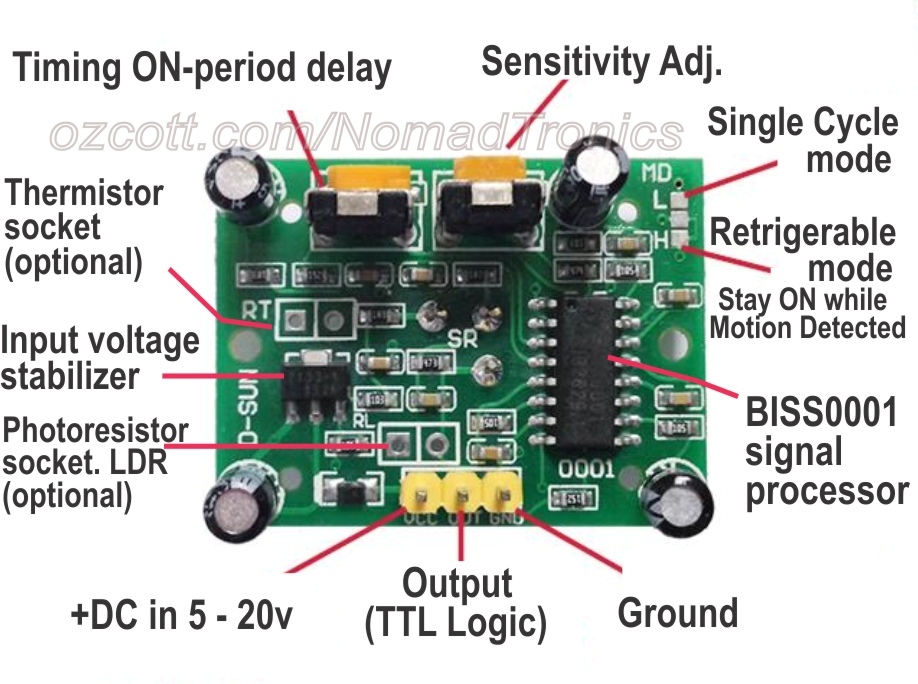 Timing ON-period delay
Sensitivity Adj.
ozcott.com/NomadTronics
Single Cycle
mode
Thermistor
socket
(optional)
MD
L
H
Retrigerable
mode
Stay ON while
Motion Detected
RT
SR
Input voltage
stabilizer
D-SUN
RL
Photoresistor
socket. LDR
(optional)
BISS0001
signal
processor
0001
VCC OUT GND
+DC in 5 - 20v
Output
(TTL Logic)
Ground